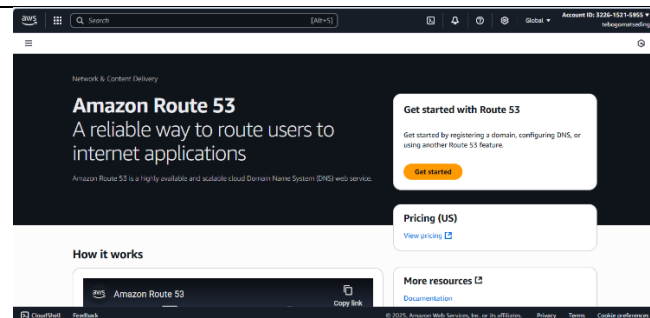 aws
Search
[Alt+S]
Global
Account ID: 3226-1521-5955
tebogomatseding
Network & Content Delivery
Amazon Route 53
A reliable way to route users to
internet applications
Amazon Route 53 is a highly available and scalable cloud Domain Name System (DNS) web service.
Get started with Route 53
Get started by registering a domain, configuring DNS, or
using another Route 53 feature.
Get started
Pricing (US)
View pricing
How it works
aws
Amazon Route 53
Copy link
More resources
Documentation
CloudShell
Feedback
© 2025, Amazon Web Services, Inc. or its affiliates.
Privacy
Terms
Cookie preferences